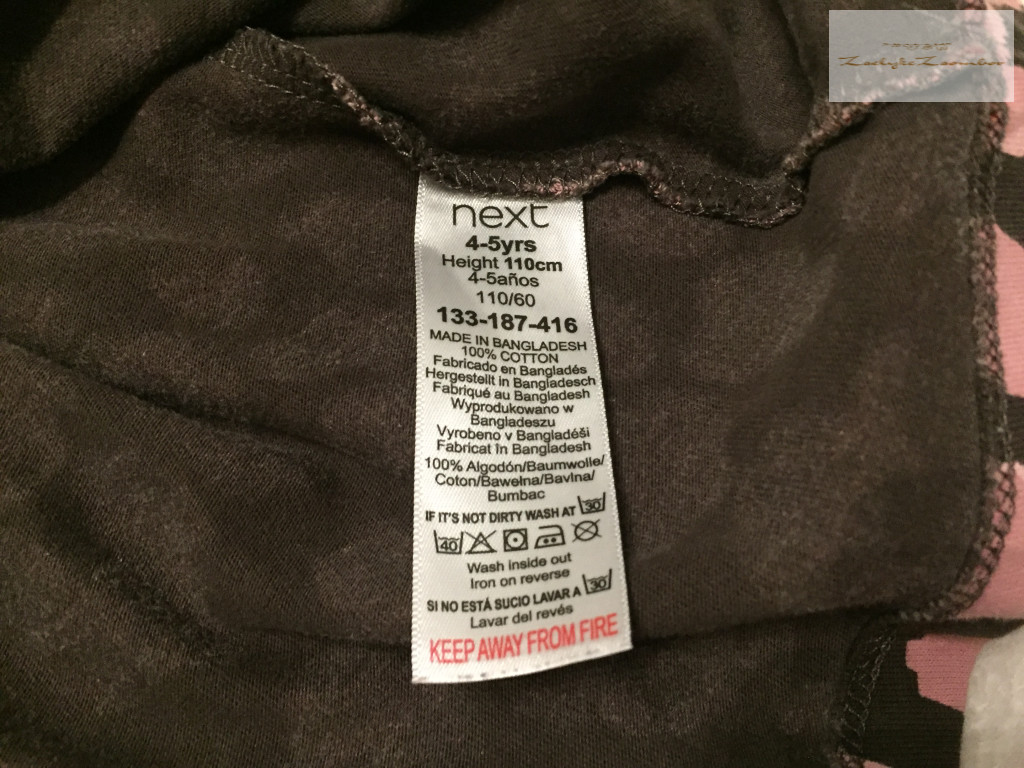 next
4-5yrs
Height 110cm
4-5años
110/60
133-187-416
MADE IN BANGLADESH
100% COTTON
Fabricado en Bangladés
Hergestellt in Bangladesch
Fabriqué au Bangladesh
Wyprodukowano w
Bangladeszu
Vyrobeno v Bangladéši
Fabricat în Bangladesh
100% Algodón/Baumwolle/
Coton/Bawełna/Bavlna/
Bumbac
IF IT'S NOT DIRTY WASH AT 30
40
Wash inside out
Iron on reverse
SI NO ESTÁ SUCIO LAVAR A 30
Lavar del revés
KEEP AWAY FROM FIRE